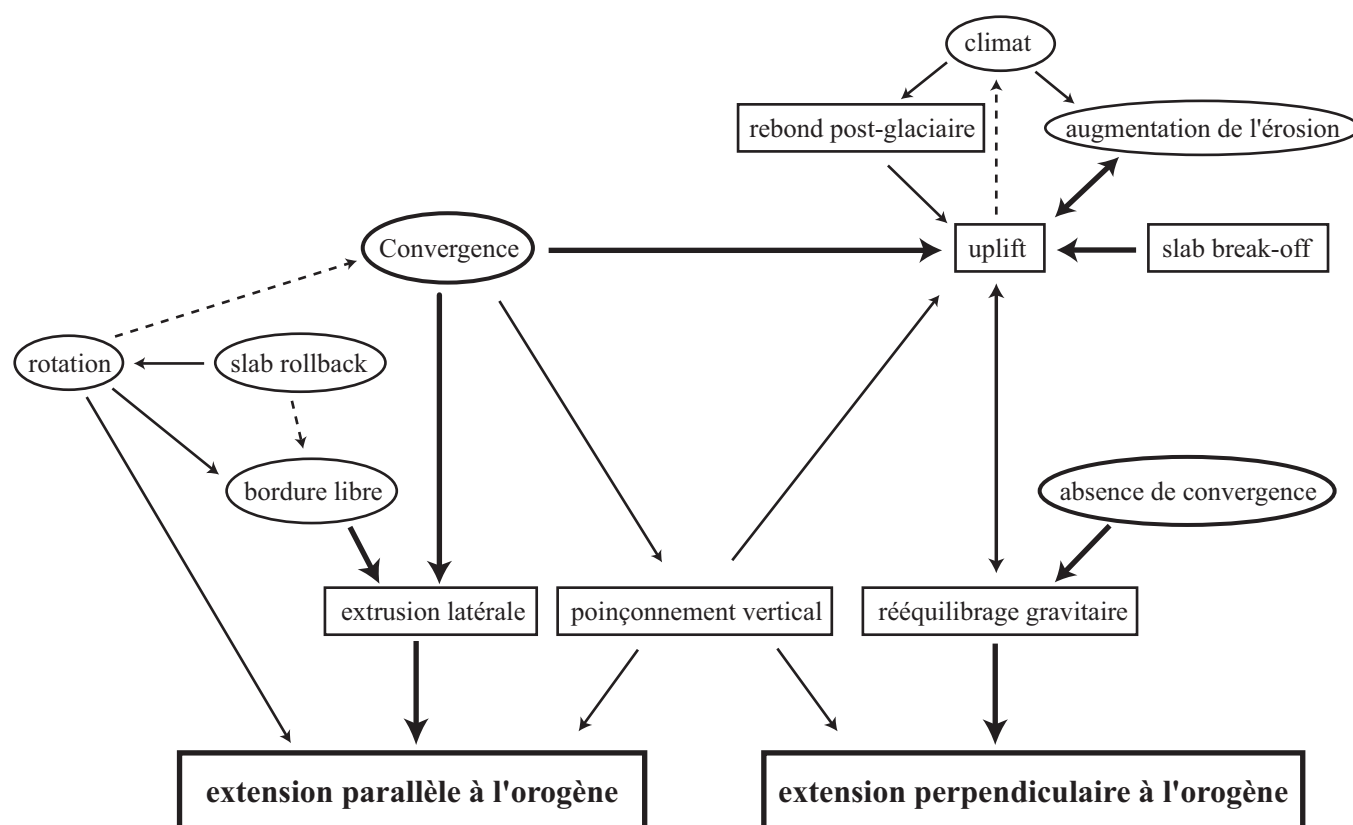 climat
rebond post-glaciaire
augmentation de l'érosion
Convergence
uplift
slab break-off
rotation
slab rollback
bordure libre
absence de convergence
extrusion latérale
poinçonnement vertical
rééquilibrage gravitaire
extension parallèle à l'orogène
extension perpendiculaire à l'orogène